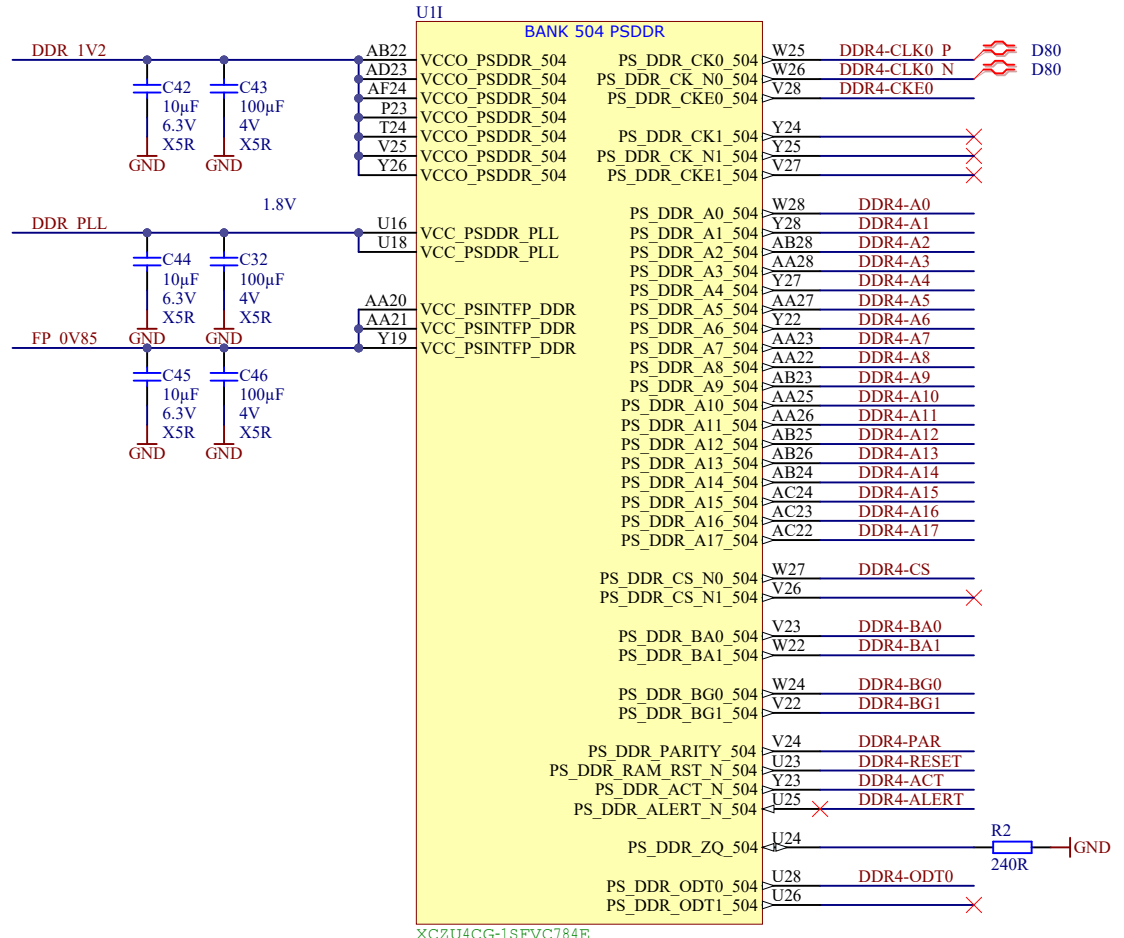 U1I
BANK 504 PSDDR
DDR_1V2
C42
10µF
6.3V
X5R
GND
C43
100µF
4V
X5R
GND
AB22 VCCO_PSDDR_504
AD23 VCCO_PSDDR_504
AF24 VCCO_PSDDR_504
P23 VCCO_PSDDR_504
T24 VCCO_PSDDR_504
V25 VCCO_PSDDR_504
Y26 VCCO_PSDDR_504
1.8V
DDR_PLL
C44
10µF
6.3V
X5R
GND
C32
100µF
4V
X5R
GND
U16 VCC_PSDDR_PLL
U18 VCC_PSDDR_PLL
AA20 VCC_PSINTFP_DDR
AA21 VCC_PSINTFP_DDR
FP_0V85
Y19 VCC_PSINTFP_DDR
C45
10µF
6.3V
X5R
GND
C46
100µF
4V
X5R
GND
PS_DDR_CK0_504 W25 DDR4-CLK0_P D80
PS_DDR_CK_N0_504 W26 DDR4-CLK0_N D80
PS_DDR_CKE0_504 V28 DDR4-CKE0
PS_DDR_CK1_504 Y24
PS_DDR_CK_N1_504 Y25
PS_DDR_CKE1_504 V27
PS_DDR_A0_504 W28 DDR4-A0
PS_DDR_A1_504 Y28 DDR4-A1
PS_DDR_A2_504 AB28 DDR4-A2
PS_DDR_A3_504 AA28 DDR4-A3
PS_DDR_A4_504 Y27 DDR4-A4
PS_DDR_A5_504 AA27 DDR4-A5
PS_DDR_A6_504 Y22 DDR4-A6
PS_DDR_A7_504 AA23 DDR4-A7
PS_DDR_A8_504 AA22 DDR4-A8
PS_DDR_A9_504 AB23 DDR4-A9
PS_DDR_A10_504 AA25 DDR4-A10
PS_DDR_A11_504 AA26 DDR4-A11
PS_DDR_A12_504 AB25 DDR4-A12
PS_DDR_A13_504 AB26 DDR4-A13
PS_DDR_A14_504 AB24 DDR4-A14
PS_DDR_A15_504 AC24 DDR4-A15
PS_DDR_A16_504 AC23 DDR4-A16
PS_DDR_A17_504 AC22 DDR4-A17
PS_DDR_CS_N0_504 W27 DDR4-CS
PS_DDR_CS_N1_504 V26
PS_DDR_BA0_504 V23 DDR4-BA0
PS_DDR_BA1_504 W22 DDR4-BA1
PS_DDR_BG0_504 W24 DDR4-BG0
PS_DDR_BG1_504 V22 DDR4-BG1
PS_DDR_PARITY_504 V24 DDR4-PAR
PS_DDR_RAM_RST_N_504 U23 DDR4-RESET
PS_DDR_ACT_N_504 Y23 DDR4-ACT
PS_DDR_ALERT_N_504 U25 DDR4-ALERT
PS_DDR_ZQ_504 U24
R2
240R
GND
PS_DDR_ODT0_504 U28 DDR4-ODT0
PS_DDR_ODT1_504 U26
XCZU4CG-1SFVC784E